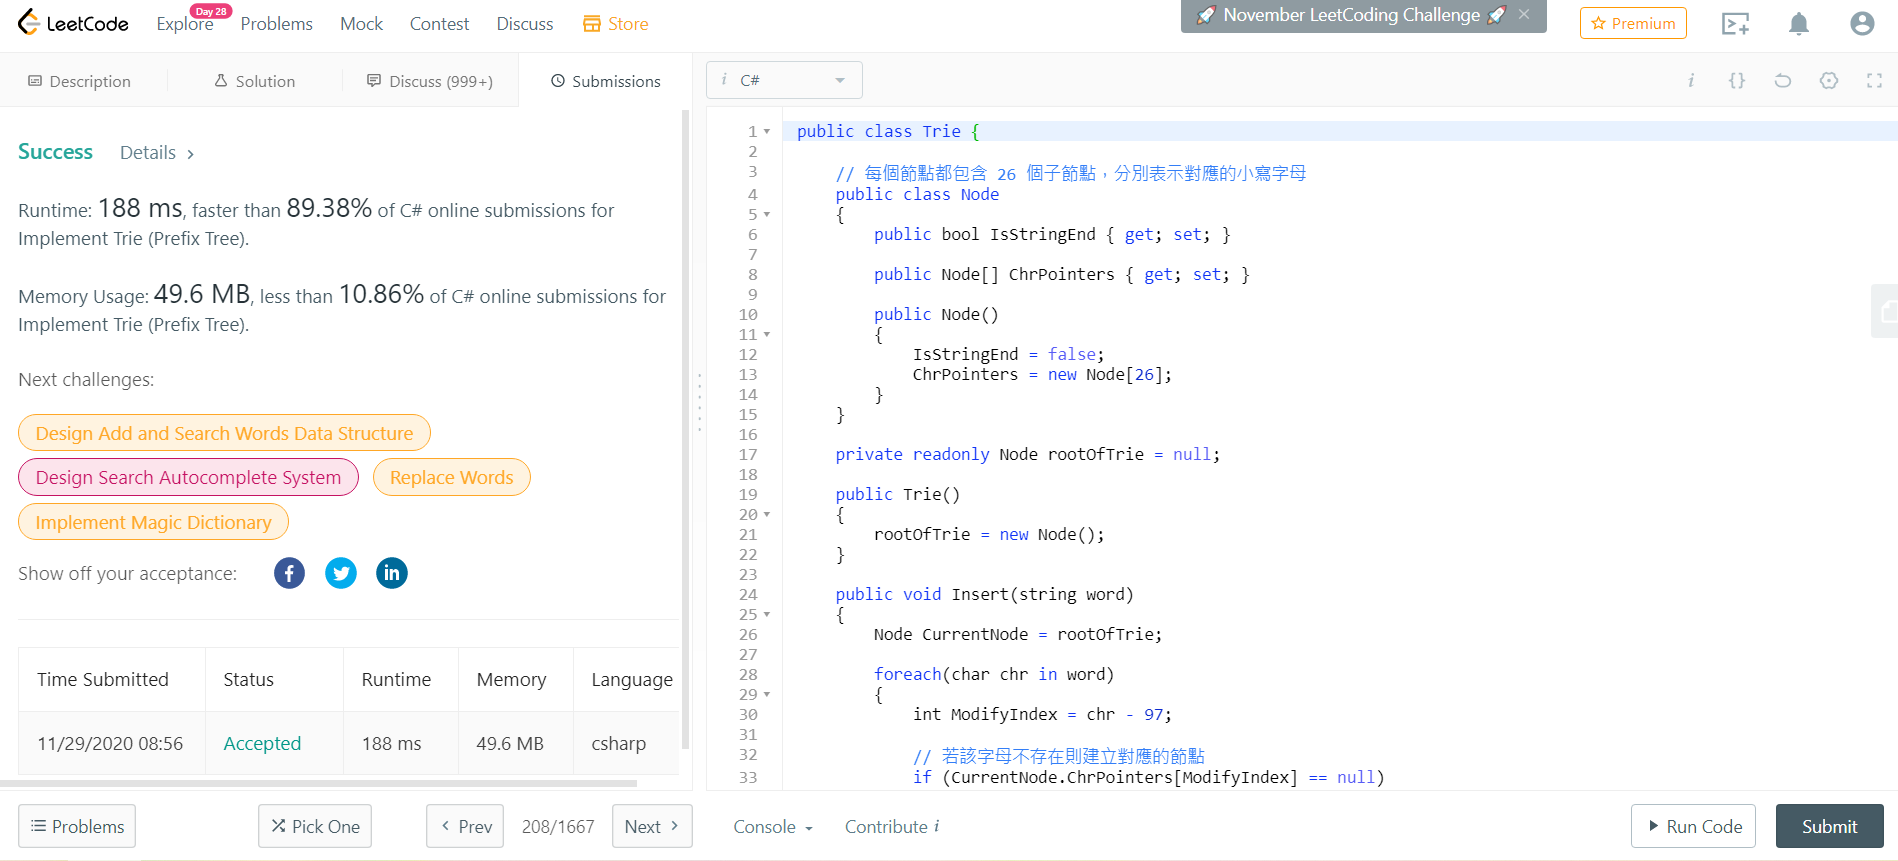 LeetCode
Explore
Day 28
Problems
Mock
Contest
Discuss
Store
🚀 November LeetCoding Challenge 🚀 ×
Premium
Description
Solution
Discuss (999+)
Submissions
i C#
Success
Details >
Runtime: 188 ms, faster than 89.38% of C# online submissions for
Implement Trie (Prefix Tree).
Memory Usage: 49.6 MB, less than 10.86% of C# online submissions for
Implement Trie (Prefix Tree).
Next challenges:
Design Add and Search Words Data Structure
Design Search Autocomplete System
Replace Words
Implement Magic Dictionary
Show off your acceptance:
Time Submitted
Status
Runtime
Memory
Language
11/29/2020 08:56
Accepted
188 ms
49.6 MB
csharp
1 public class Trie {
2
3 // 每個節點都包含 26 個子節點，分別表示對應的小寫字母
4 public class Node
5 {
6 public bool IsStringEnd { get; set; }
7
8 public Node[] ChrPointers { get; set; }
9
10 public Node()
11 {
12 IsStringEnd = false;
13 ChrPointers = new Node[26];
14 }
15 }
16
17 private readonly Node rootOfTrie = null;
18
19 public Trie()
20 {
21 rootOfTrie = new Node();
22 }
23
24 public void Insert(string word)
25 {
26 Node CurrentNode = rootOfTrie;
27
28 foreach(char chr in word)
29 {
30 int ModifyIndex = chr - 97;
31
32 // 若該字母不存在則建立對應的節點
33 if (CurrentNode.ChrPointers[ModifyIndex] == null)
Problems
Pick One
< Prev
208/1667
Next >
Console
Contribute i
Run Code
Submit